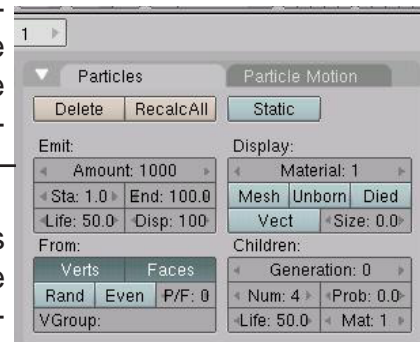 1
Particles Particle Motion
Delete RecalcAll Static
Emit: Display:
Amount: 1000 Material: 1
Sta: 1.0 End: 100.0 Mesh Unborn Died
Life: 50.0 Disp: 100 Vect Size: 0.0
From: Children:
Verts Faces Generation: 0
Rand Even P/F: 0 Num: 4 Prob: 0.0
VGroup: Life: 50.0 Mat: 1